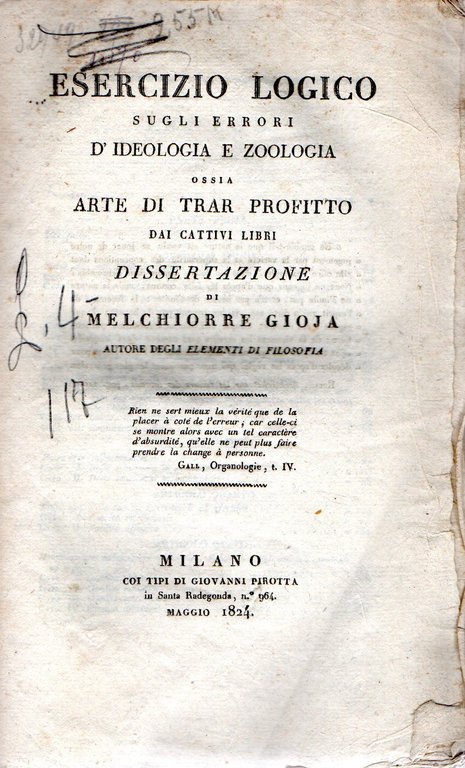 255M
ESERCIZIO LOGICO
SUGLI ERRORI
D'IDEOLOGIA E ZOOLOGIA
OSSIA
ARTE DI TRAR PROFITTO
DAI CATTIVI LIBRI
DISSERTAZIONE
DI
MELCHIORRE GIOJA
AUTORE DEGLI ELEMENTI DI FILOSOFIA
L. 4-
117
Rien ne sert mieux la vérité que de la
placer à coté de l'erreur; car celle-ci
se montre alors avec un tel caractère
d'absurdité, qu'elle ne peut plus faire
prendre la change à personne.
GALL, Organologie, t. IV.
MILANO
COI TIPI DI GIOVANNI PIROTTA
in Santa Radegonda, n.° 964.
MAGGIO 1824.